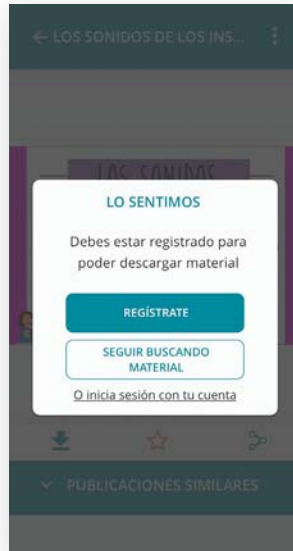 ← LOS SONIDOS DE LOS INS...
LOS SONIDOS
LO SENTIMOS
Debes estar registrado para
poder descargar material
REGÍSTRATE
SEGUIR BUSCANDO
MATERIAL
O inicia sesión con tu cuenta
PUBLICACIONES SIMILARES